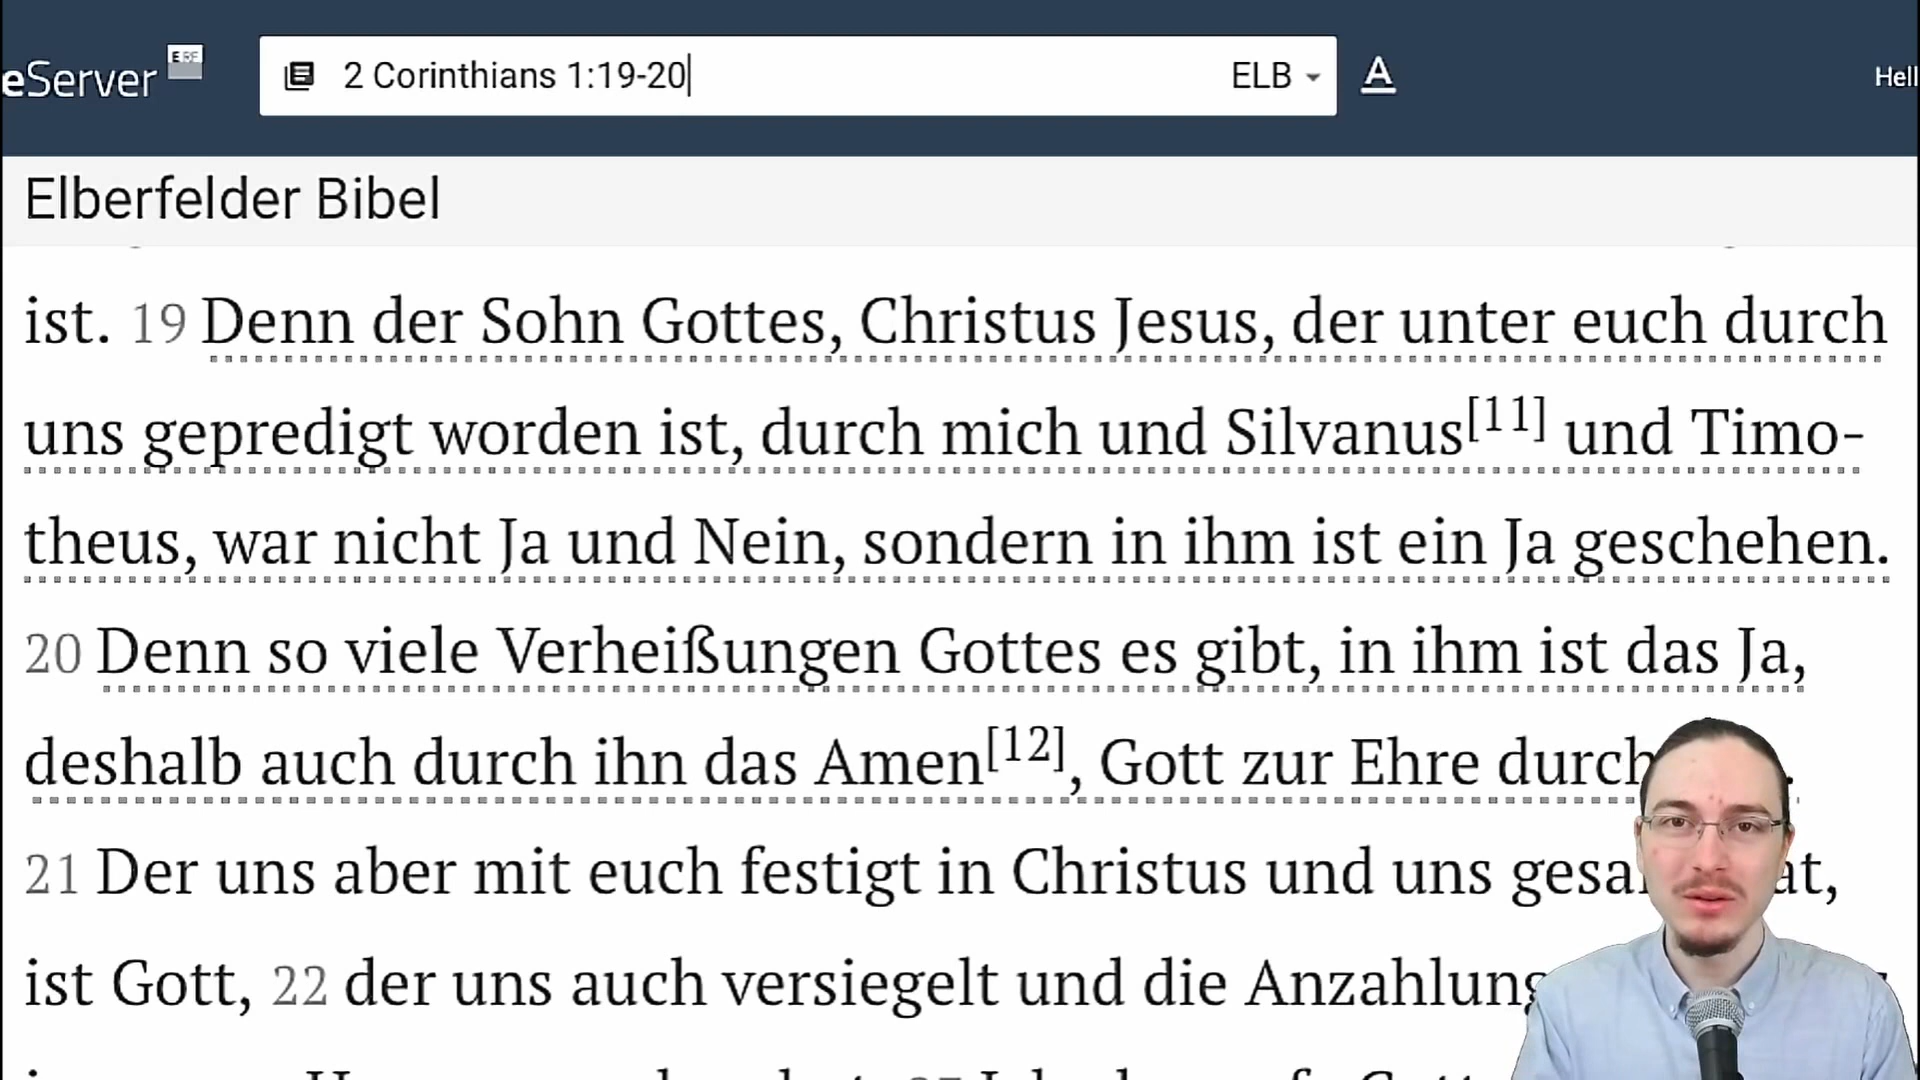 eServer
2 Corinthians 1:19-20
ELB
A
Elberfelder Bibel
ist. 19 Denn der Sohn Gottes, Christus Jesus, der unter euch durch
uns gepredigt worden ist, durch mich und Silvanus[11] und Timo-
theus, war nicht Ja und Nein, sondern in ihm ist ein Ja geschehen.
20 Denn so viele Verheißungen Gottes es gibt, in ihm ist das Ja,
deshalb auch durch ihn das Amen[12], Gott zur Ehre durch
21 Der uns aber mit euch festigt in Christus und uns
ist Gott, 22 der uns auch versiegelt und die Anzahlung